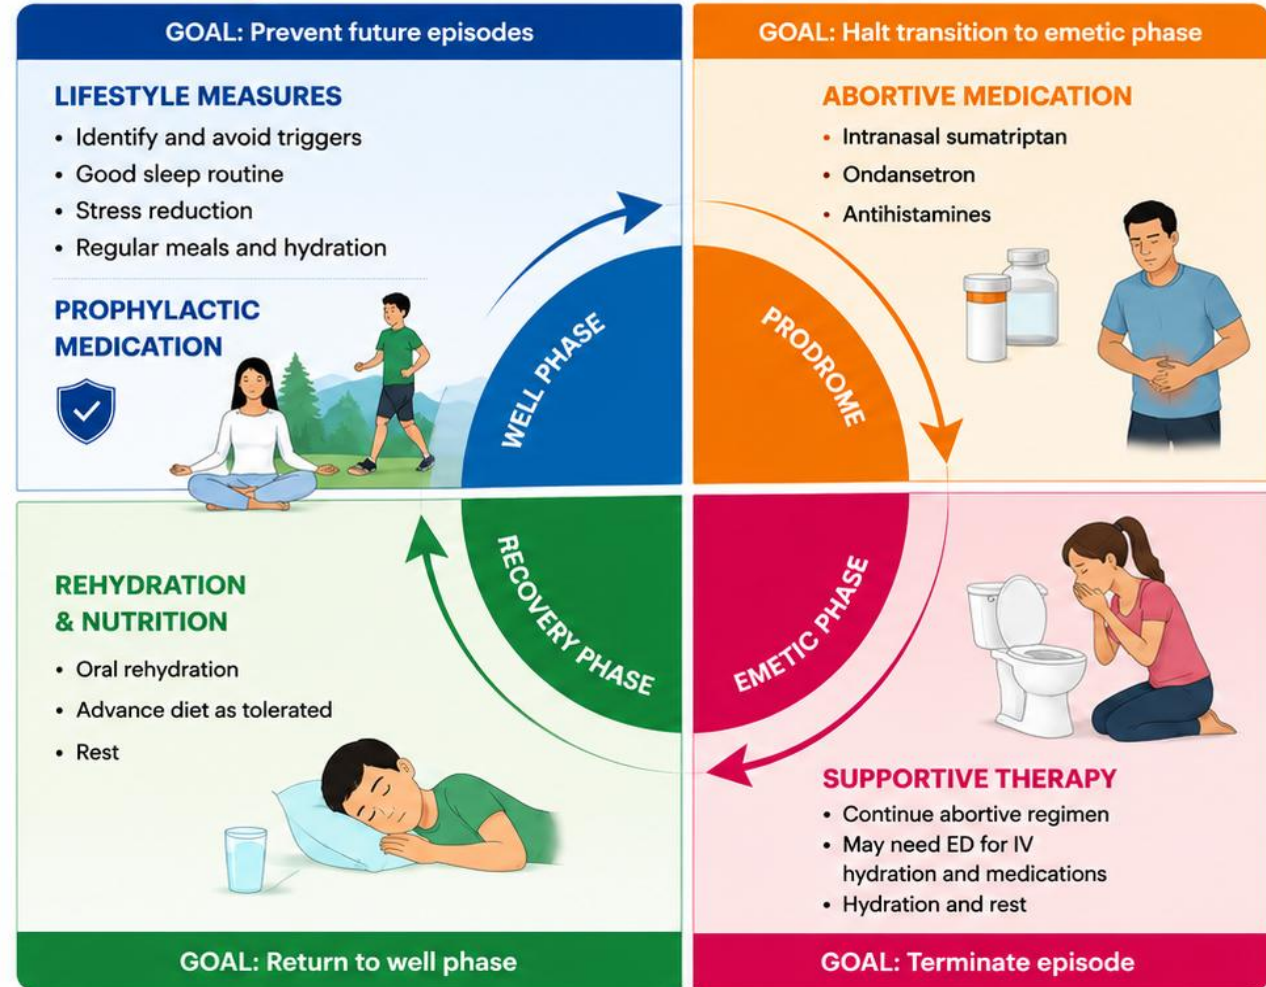 GOAL: Prevent future episodes
LIFESTYLE MEASURES
• Identify and avoid triggers
• Good sleep routine
• Stress reduction
• Regular meals and hydration
PROPHYLACTIC
MEDICATION
WELL PHASE
GOAL: Halt transition to emetic phase
ABORTIVE MEDICATION
• Intranasal sumatriptan
• Ondansetron
• Antihistamines
PRODROME
EMETIC PHASE
SUPPORTIVE THERAPY
• Continue abortive regimen
• May need ED for IV
hydration and medications
• Hydration and rest
GOAL: Terminate episode
RECOVERY PHASE
REHYDRATION
& NUTRITION
• Oral rehydration
• Advance diet as tolerated
• Rest
GOAL: Return to well phase